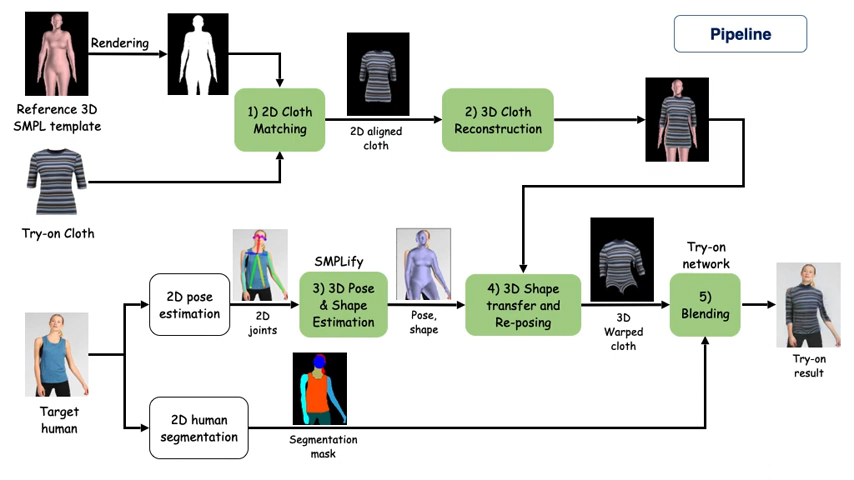 Pipeline
Rendering
Reference 3D
SMPL template
1) 2D Cloth
Matching
2D aligned
cloth
2) 3D Cloth
Reconstruction
Try-on Cloth
2D pose
estimation
2D
joints
SMPLify
3) 3D Pose
& Shape
Estimation
Pose,
shape
4) 3D Shape
transfer and
Re-posing
3D
Warped
cloth
Try-on
network
5)
Blending
Try-on
result
Target
human
2D human
segmentation
Segmentation
mask